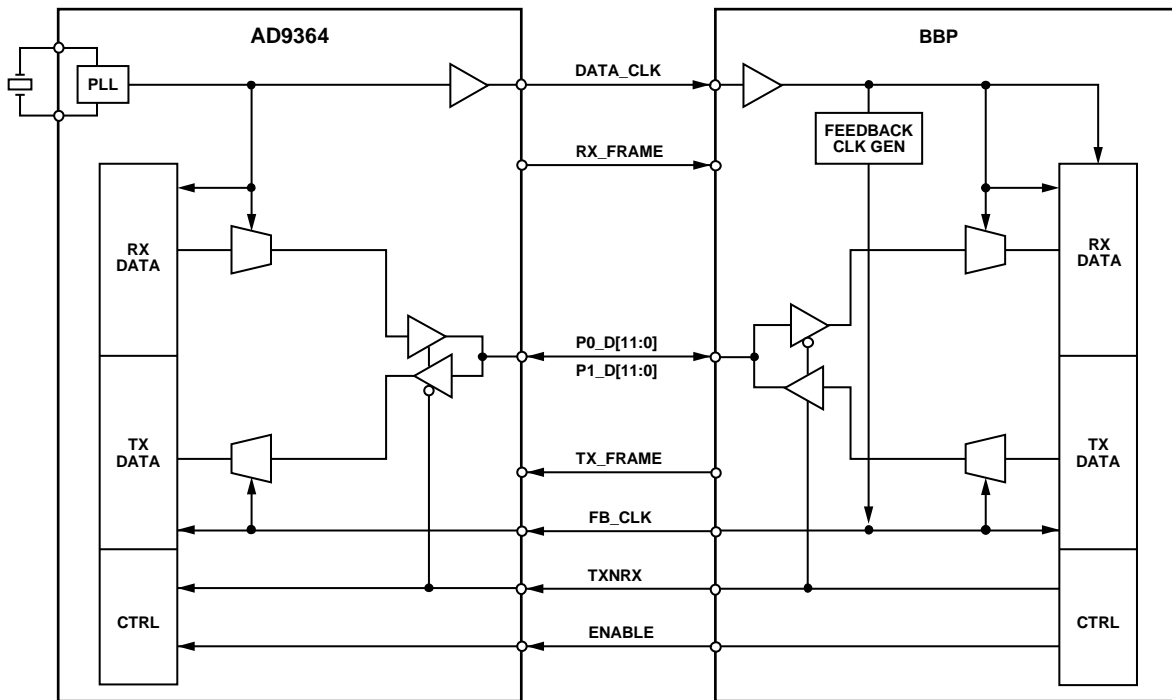 AD9364
BBP
PLL
DATA_CLK
FEEDBACK
CLK GEN
RX_FRAME
RX
DATA
RX
DATA
P0_D[11:0]
P1_D[11:0]
TX
DATA
TX_FRAME
TX
DATA
FB_CLK
TXNRX
CTRL
ENABLE
CTRL